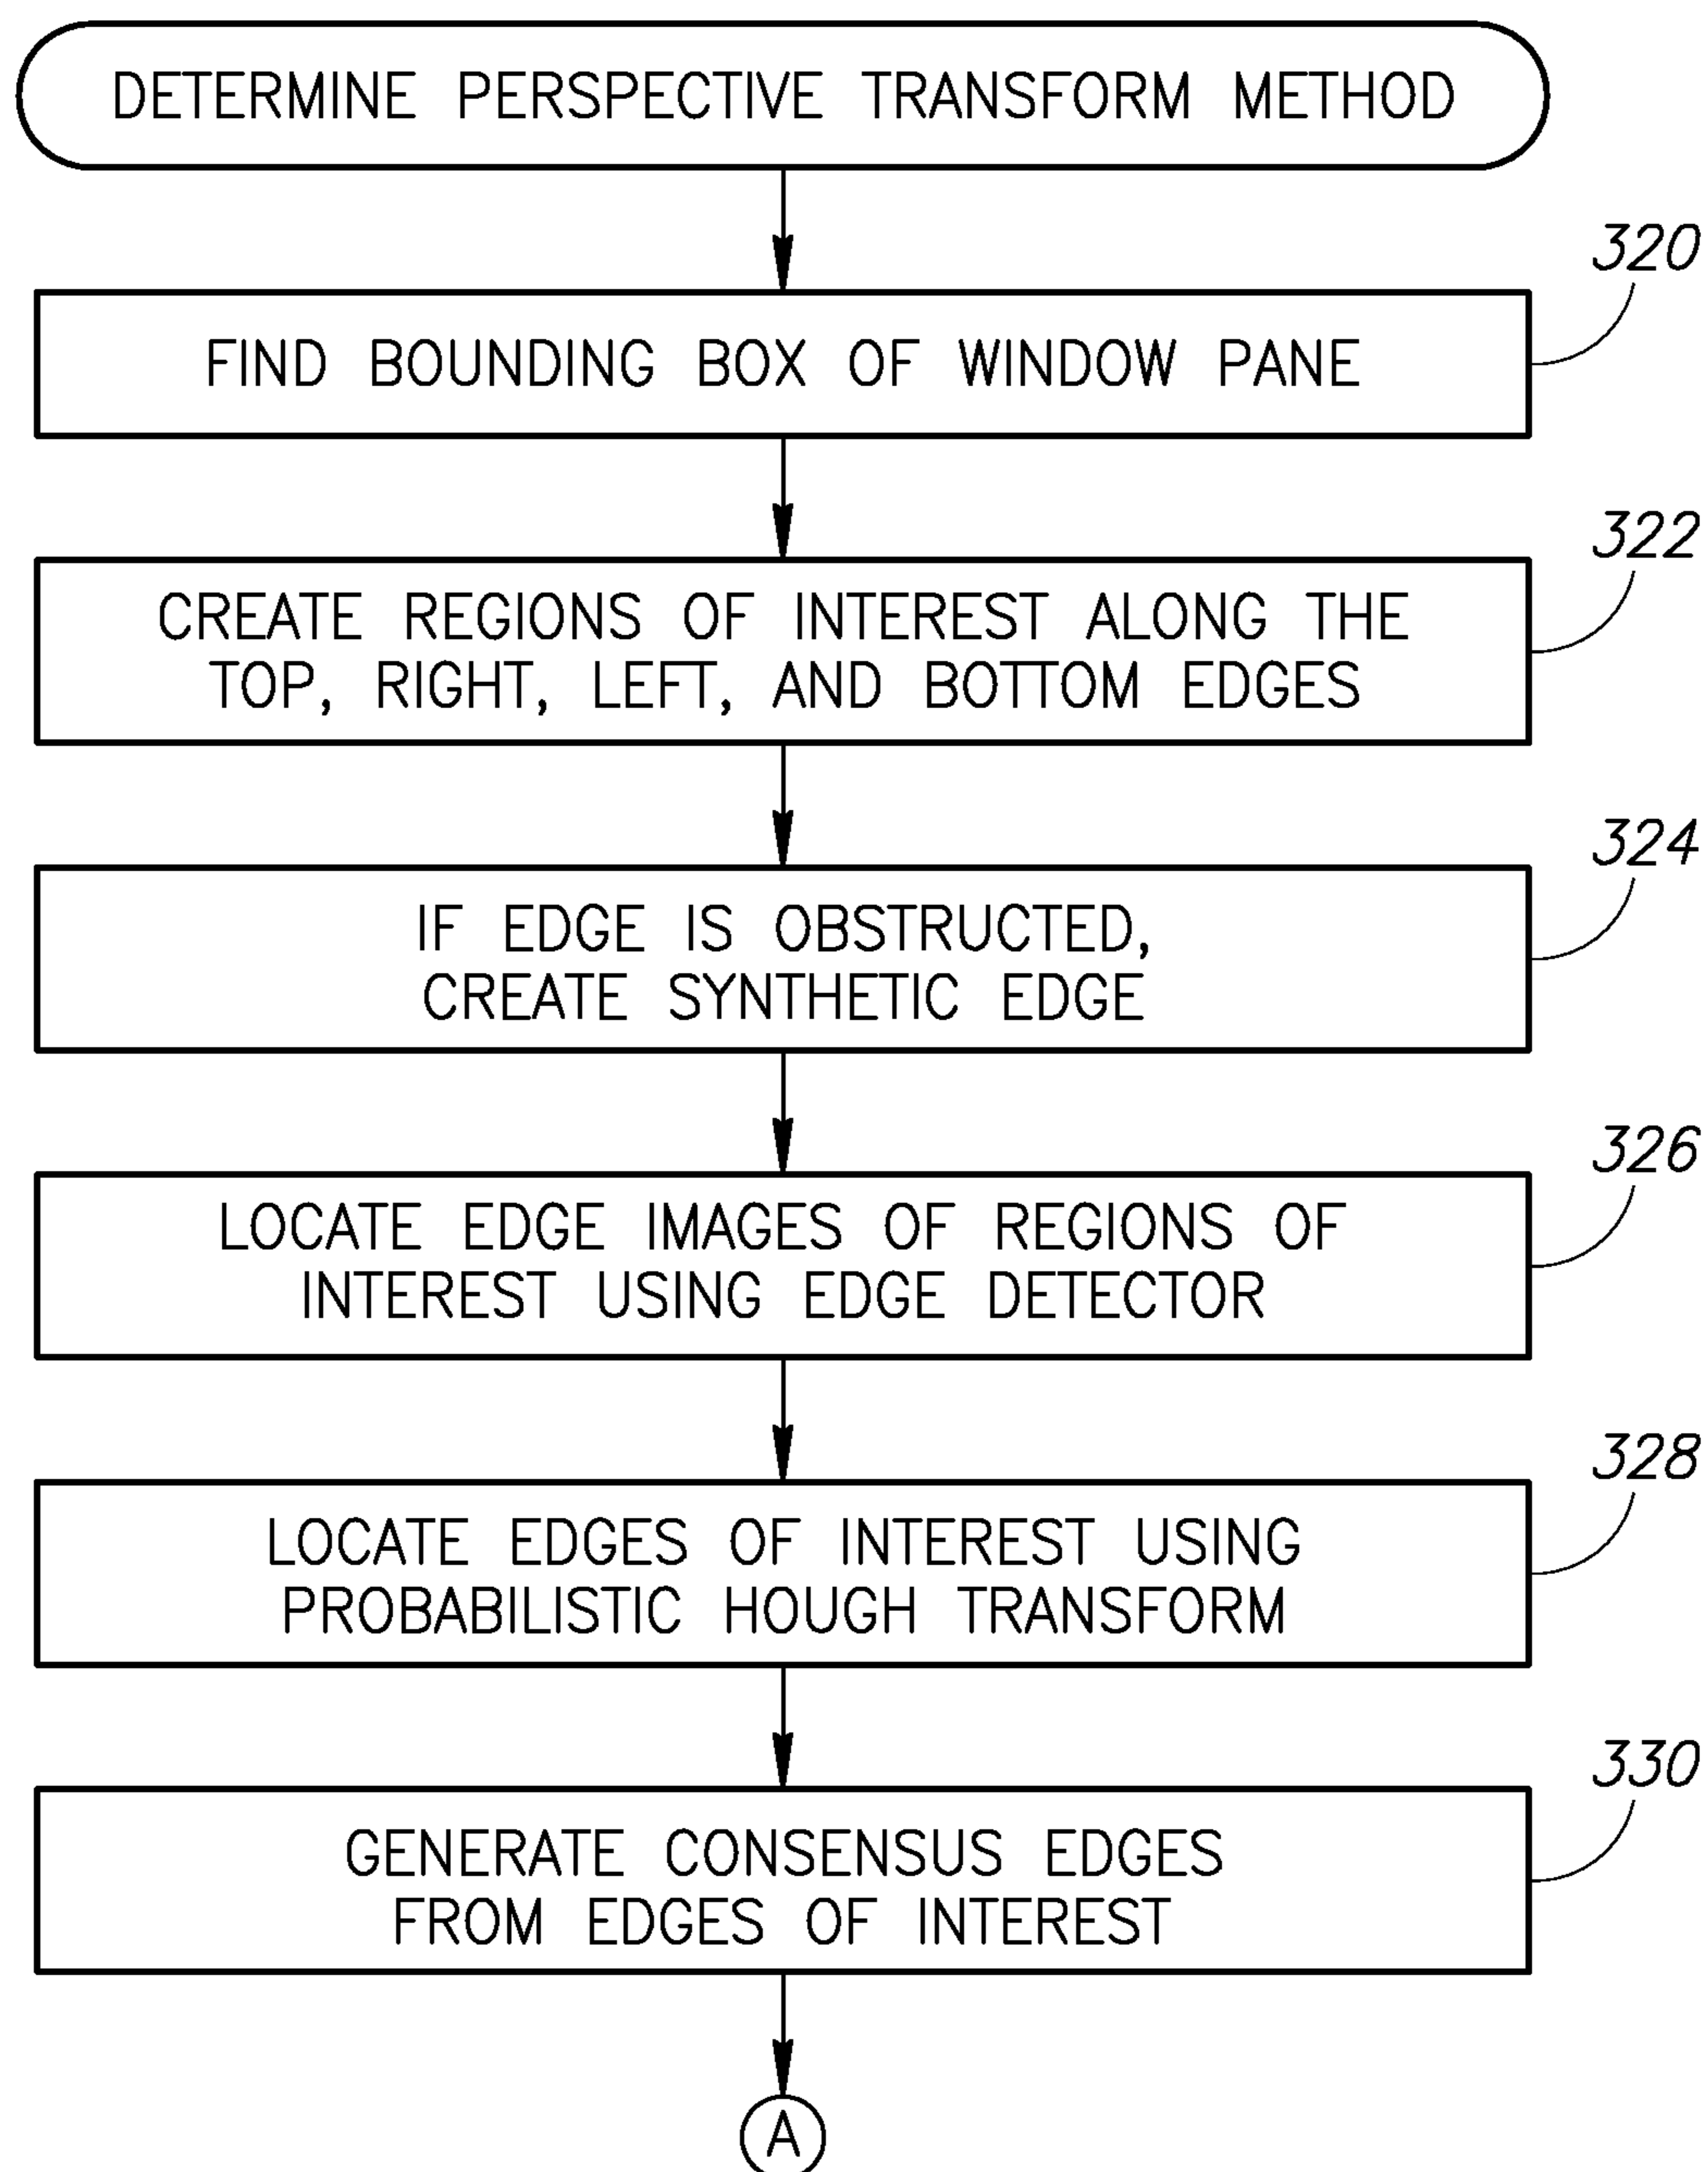 DETERMINE PERSPECTIVE TRANSFORM METHOD
320
FIND BOUNDING BOX OF WINDOW PANE
322
CREATE REGIONS OF INTEREST ALONG THE
TOP, RIGHT, LEFT, AND BOTTOM EDGES
324
IF EDGE IS OBSTRUCTED,
CREATE SYNTHETIC EDGE
326
LOCATE EDGE IMAGES OF REGIONS OF
INTEREST USING EDGE DETECTOR
328
LOCATE EDGES OF INTEREST USING
PROBABILISTIC HOUGH TRANSFORM
330
GENERATE CONSENSUS EDGES
FROM EDGES OF INTEREST
A